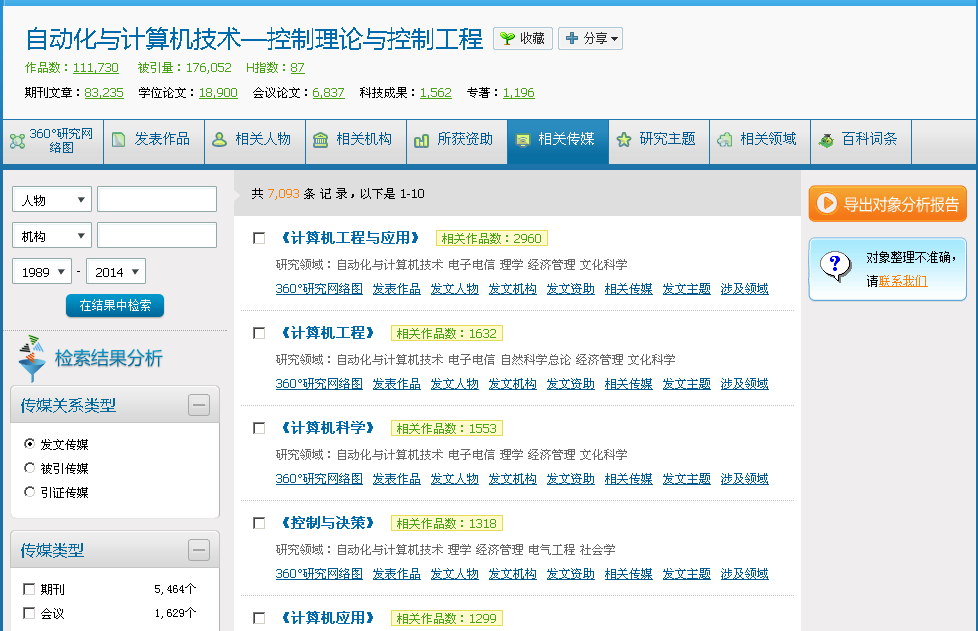 自动化与计算机技术—控制理论与控制工程 收藏 分享
作品数：111,730 被引量：176,052 H指数：87
期刊文章：83,235 学位论文：18,900 会议论文：6,837 科技成果：1,562 专著：1,196
360°研究网络图 发表作品 相关人物 相关机构 所获资助 相关传媒 研究主题 相关领域 百科词条
人物
机构
1989 - 2014
在结果中检索
检索结果分析
传媒关系类型
发文传媒
被引传媒
引证传媒
传媒类型
期刊 5,464个
会议 1,629个
共 7,093 条 记 录，以下是 1-10
《计算机工程与应用》 相关作品数：2960
研究领域：自动化与计算机技术 电子电信 理学 经济管理 文化科学
360°研究网络图 发表作品 发文人物 发文机构 发文资助 相关传媒 发文主题 涉及领域
《计算机工程》 相关作品数：1632
研究领域：自动化与计算机技术 电子电信 自然科学总论 经济管理 文化科学
360°研究网络图 发表作品 发文人物 发文机构 发文资助 相关传媒 发文主题 涉及领域
《计算机科学》 相关作品数：1553
研究领域：自动化与计算机技术 电子电信 理学 经济管理 文化科学
360°研究网络图 发表作品 发文人物 发文机构 发文资助 相关传媒 发文主题 涉及领域
《控制与决策》 相关作品数：1318
研究领域：自动化与计算机技术 理学 经济管理 电气工程 社会学
360°研究网络图 发表作品 发文人物 发文机构 发文资助 相关传媒 发文主题 涉及领域
《计算机应用》 相关作品数：1299
导出对象分析报告
对象整理不准确，
请联系我们